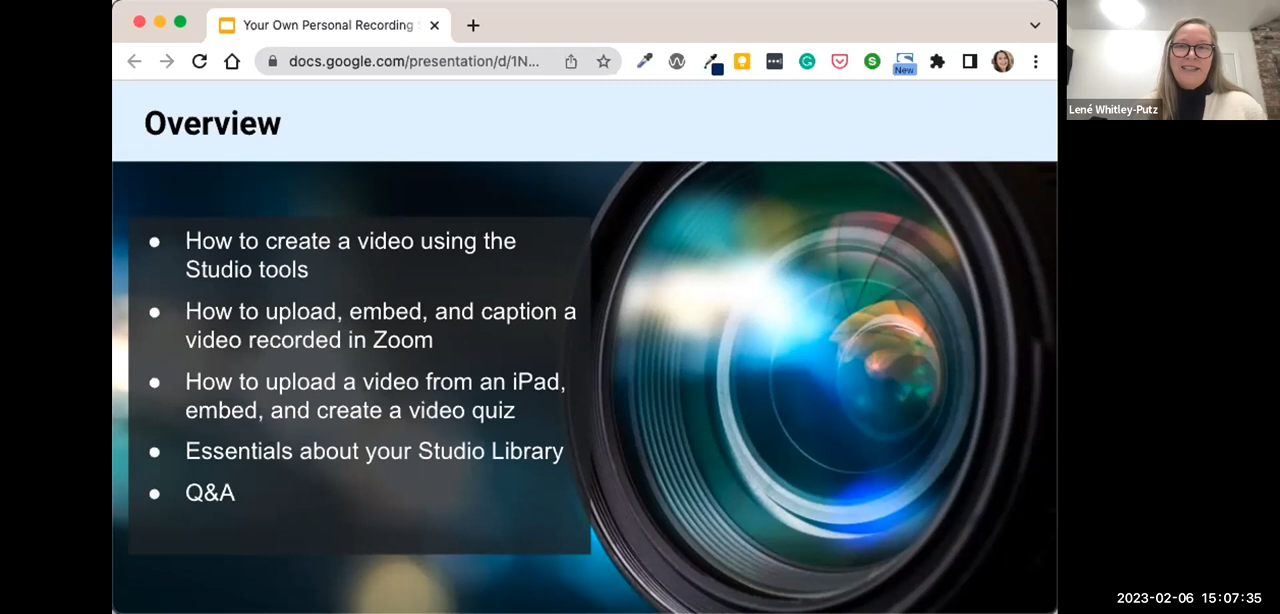 Your Own Personal Recording
docs.google.com/presentation/d/1N...
New
Lené Whitley-Putz
Overview
● How to create a video using the
Studio tools
● How to upload, embed, and caption a
video recorded in Zoom
● How to upload a video from an iPad,
embed, and create a video quiz
● Essentials about your Studio Library
● Q&A
2023-02-06 15:07:35